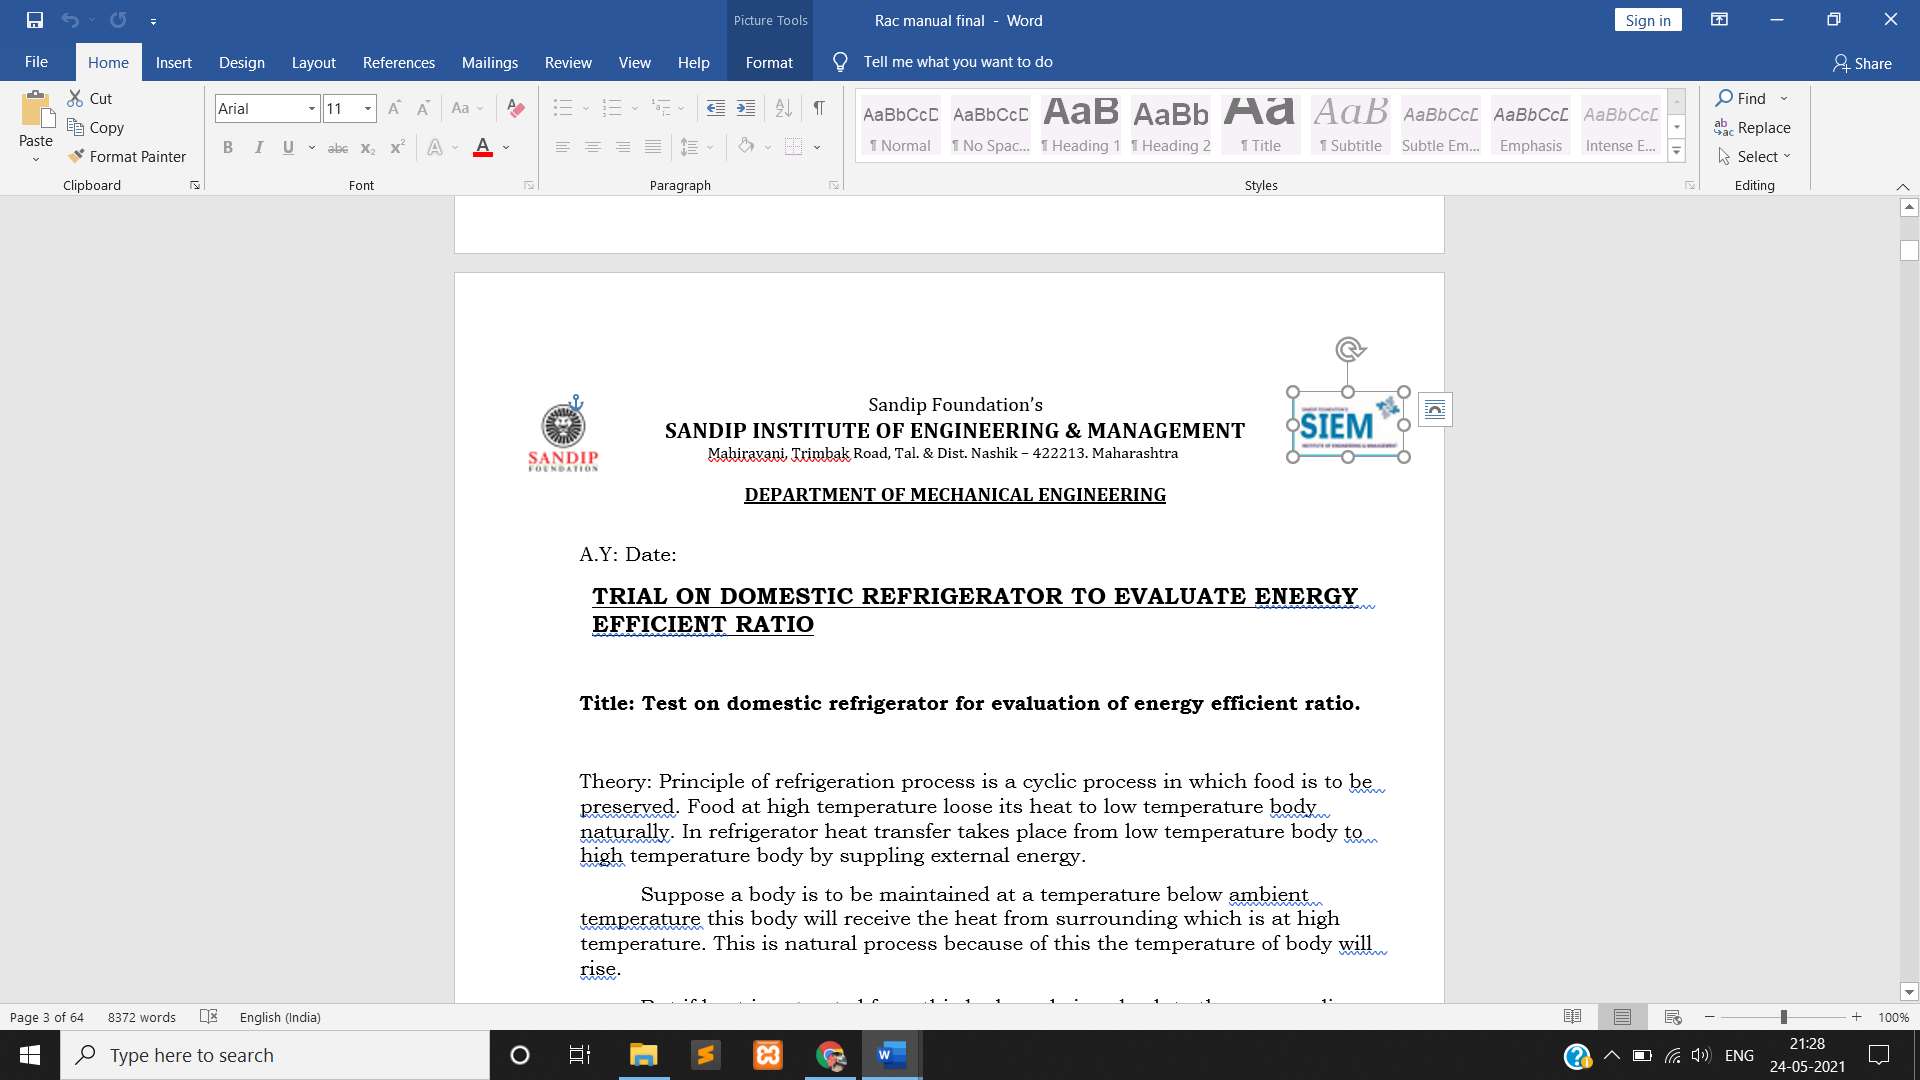 Picture Tools
Rac manual final - Word
Sign in
File
Home
Insert
Design
Layout
References
Mailings
Review
View
Help
Format
Tell me what you want to do
Share
Paste
Cut
Copy
Format Painter
Clipboard
Arial
11
Font
Paragraph
AaBbCcD AaBbCcD AaB AaBb Aa AaB AaBbCcD AaBbCcD AaBbCcD
¶ Normal ¶ No Spac... ¶ Heading 1 ¶ Heading 2 ¶ Title ¶ Subtitle Subtle Em... Emphasis Intense E...
Styles
Find
Replace
Select
Editing
SANDIP
FOUNDATION
Sandip Foundation's
SANDIP INSTITUTE OF ENGINEERING & MANAGEMENT
Mahiravani, Trimbak Road, Tal. & Dist. Nashik – 422213. Maharashtra
SANDIP FOUNDATION'S
SIEM
INSTITUTE OF ENGINEERING & MANAGEMENT
DEPARTMENT OF MECHANICAL ENGINEERING
A.Y: Date:
TRIAL ON DOMESTIC REFRIGERATOR TO EVALUATE ENERGY
EFFICIENT RATIO
Title: Test on domestic refrigerator for evaluation of energy efficient ratio.
Theory: Principle of refrigeration process is a cyclic process in which food is to be
preserved. Food at high temperature loose its heat to low temperature body
naturally. In refrigerator heat transfer takes place from low temperature body to
high temperature body by suppling external energy.
Suppose a body is to be maintained at a temperature below ambient
temperature this body will receive the heat from surrounding which is at high
temperature. This is natural process because of this the temperature of body will
rise.
Page 3 of 64
8372 words
English (India)
100%
Type here to search
ENG
21:28
24-05-2021